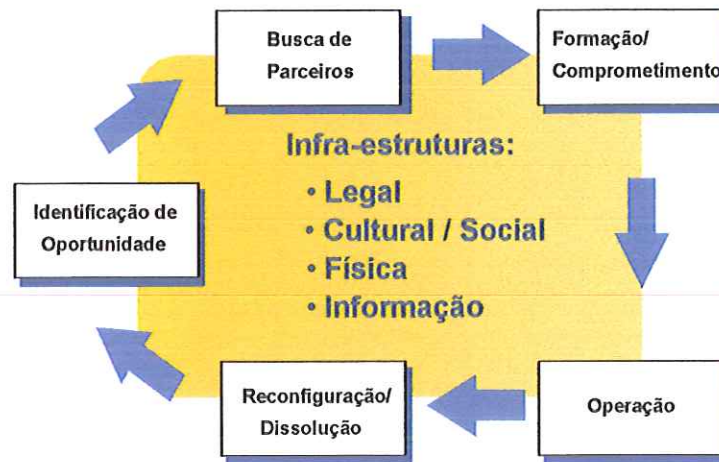 Busca de
Parceiros
Formação/
Comprometimento
Infra-estruturas:
• Legal
• Cultural / Social
• Física
• Informação
Identificação de
Oportunidade
Reconfiguração/
Dissolução
Operação